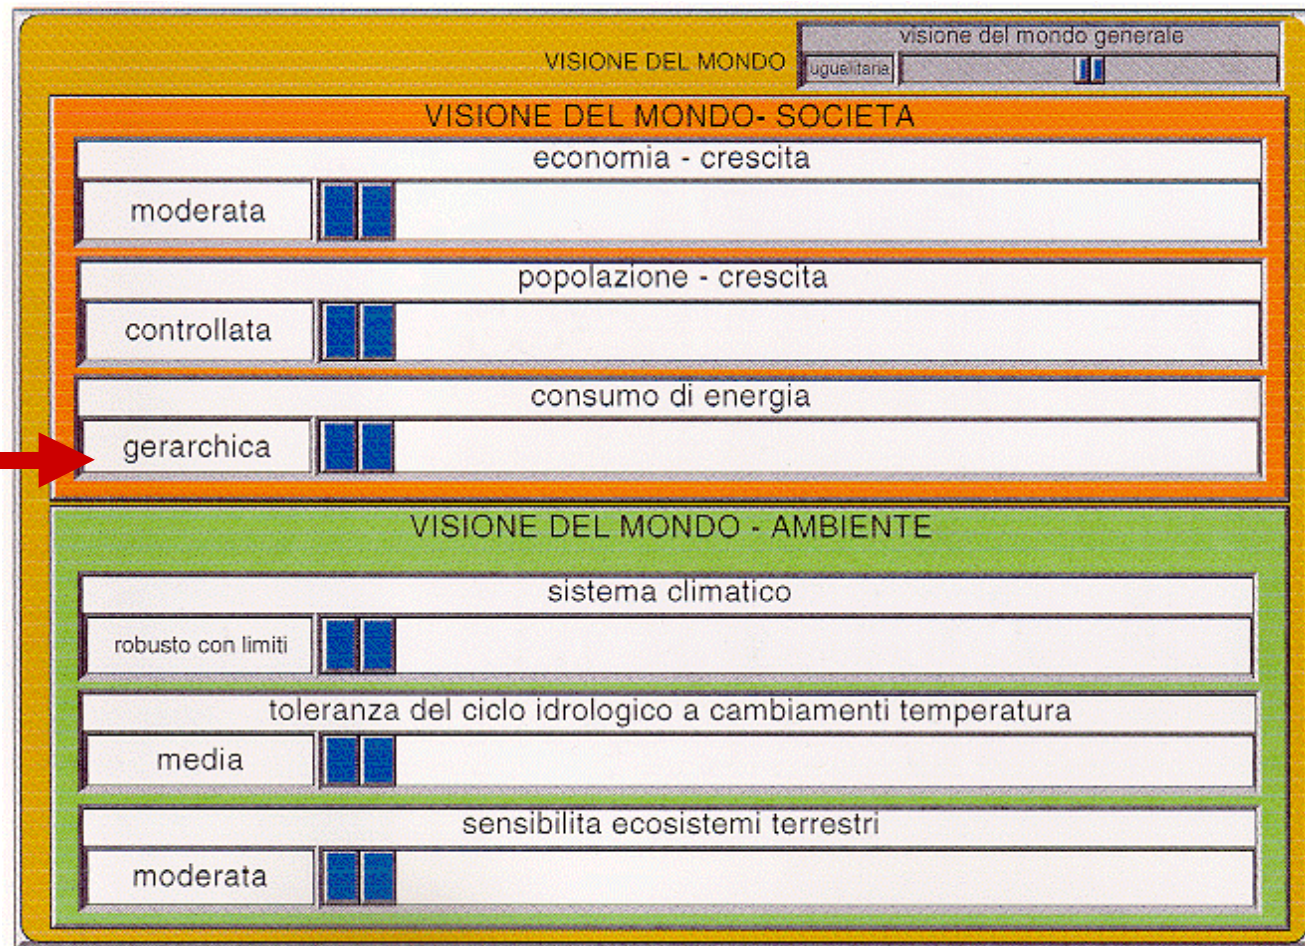 visione del mondo generale
VISIONE DEL MONDO
ugualitaria
VISIONE DEL MONDO- SOCIETA
economia - crescita
moderata
popolazione - crescita
controllata
consumo di energia
gerarchica
VISIONE DEL MONDO - AMBIENTE
sistema climatico
robusto con limiti
toleranza del ciclo idrologico a cambiamenti temperatura
media
sensibilita ecosistemi terrestri
moderata